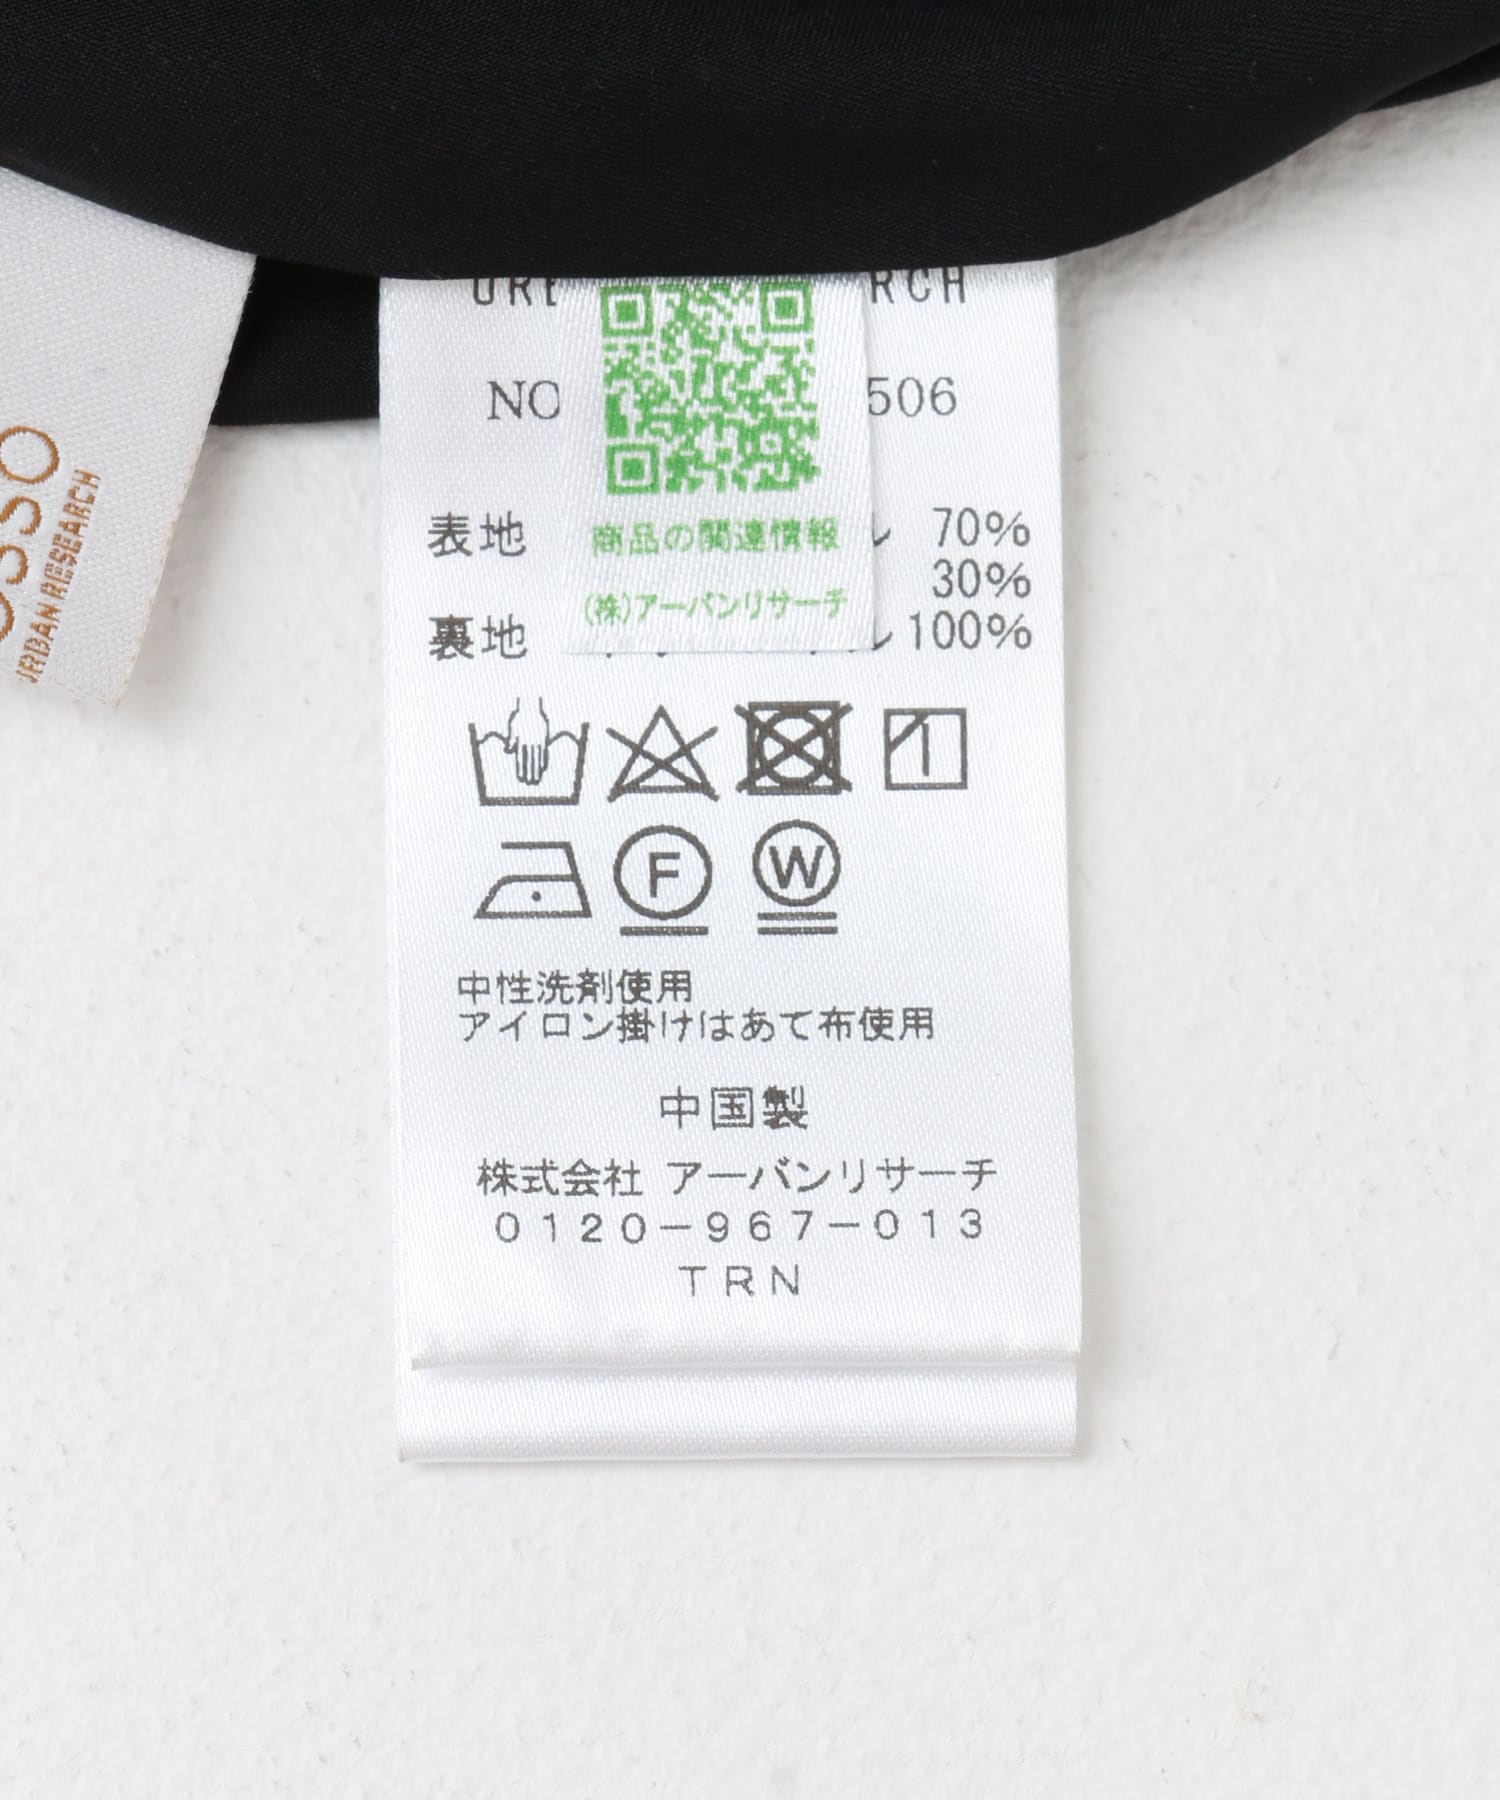 RCH
NO
506
商品の関連情報
(株)アーバンリサーチ
表地
70%
30%
裏地
100%
F
W
中性洗剤使用
アイロン掛けはあて布使用
中国製
株式会社 アーバンリサーチ
0120-967-013
TRN
URBAN RESEARCH